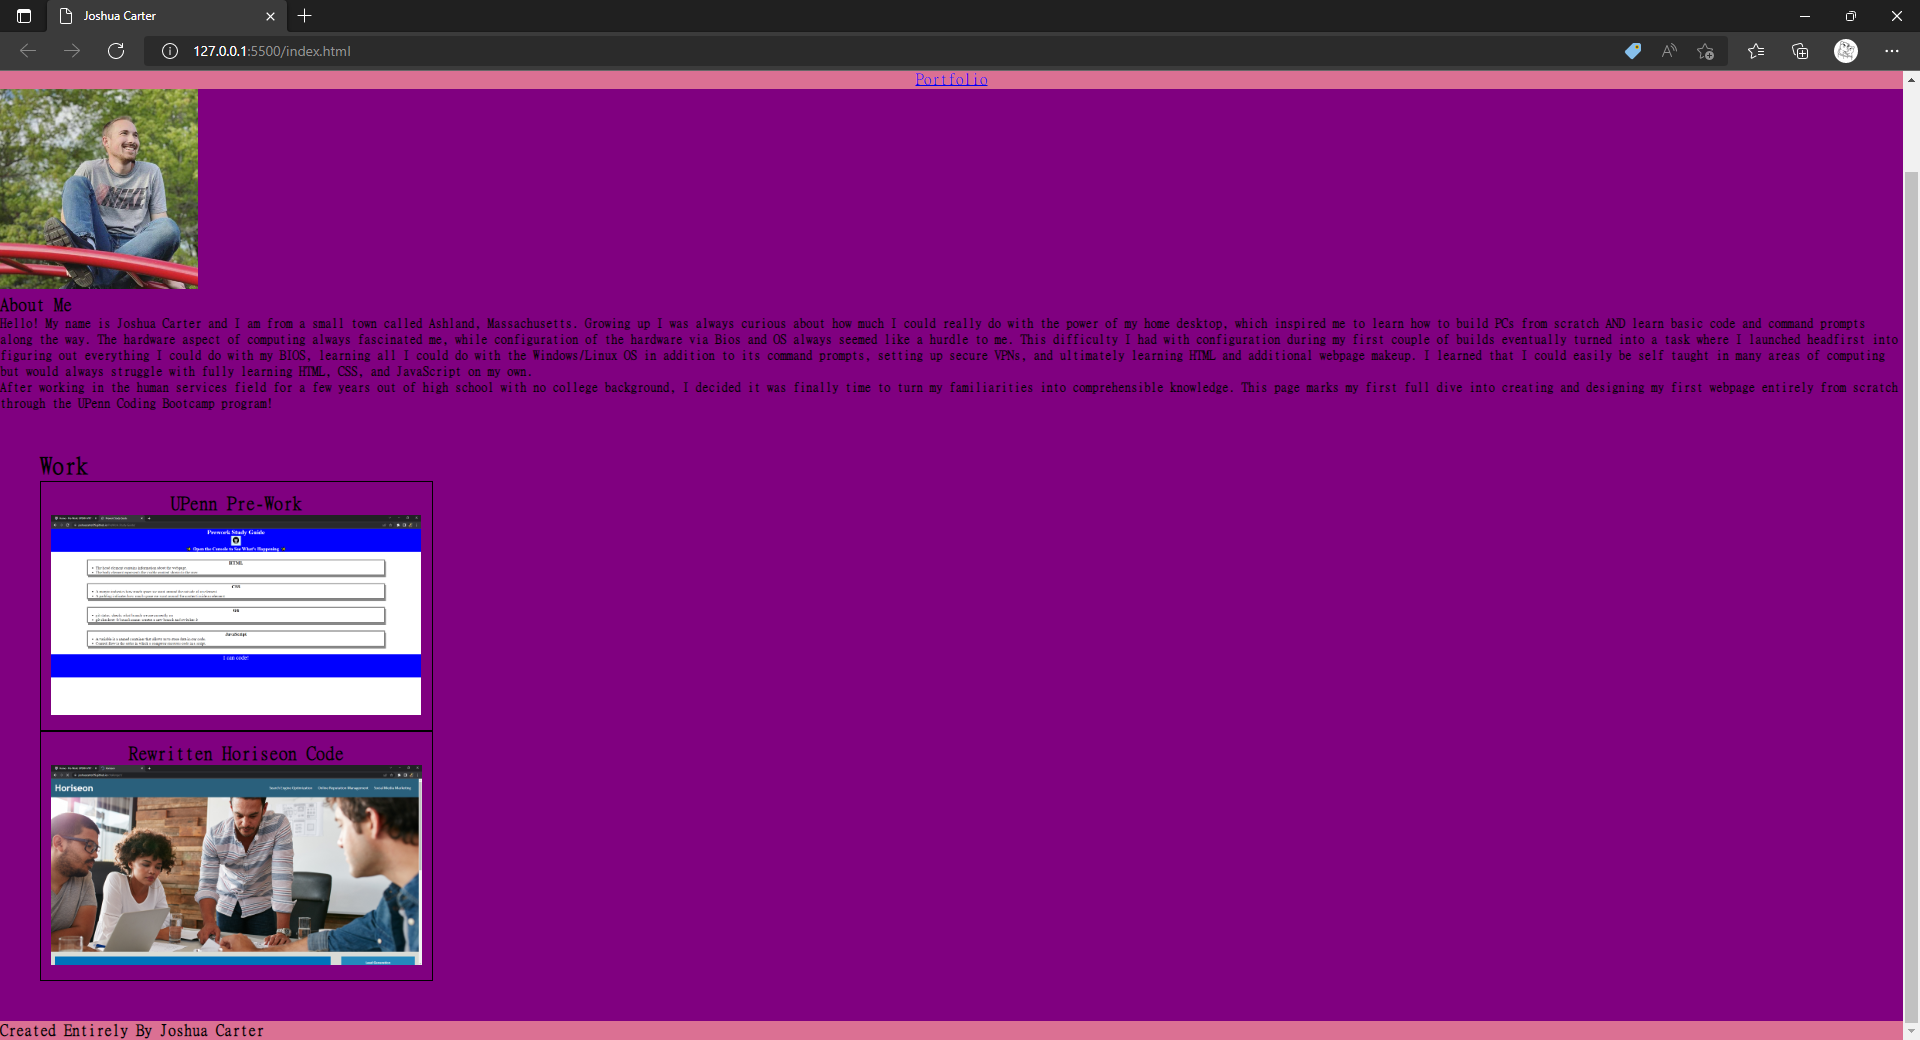 Joshua Carter
127.0.0.1:5500/index.html
Portfolio
NIKE
About Me
Hello! My name is Joshua Carter and I am from a small town called Ashland, Massachusetts. Growing up I was always curious about how much I could really do with the power of my home desktop, which inspired me to learn how to build PCs from scratch AND learn basic code and command prompts
along the way. The hardware aspect of computing always fascinated me, while configuration of the hardware via Bios and OS always seemed like a hurdle to me. This difficulty I had with configuration during my first couple of builds eventually turned into a task where I launched headfirst into
figuring out everything I could do with my BIOS, learning all I could do with the Windows/Linux OS in addition to its command prompts, setting up secure VPNs, and ultimately learning HTML and additional webpage makeup. I learned that I could easily be self taught in many areas of computing
but would always struggle with fully learning HTML, CSS, and JavaScript on my own.
After working in the human services field for a few years out of high school with no college background, I decided it was finally time to turn my familiarities into comprehensible knowledge. This page marks my first full dive into creating and designing my first webpage entirely from scratch
through the UPenn Coding Bootcamp program!
Work
UPenn Pre-Work
Prework Study Guide
Open the Console to See What's Happening
HTML
CSS
Git
JavaScript
I can code!
Rewritten Horiseon Code
Horiseon
Search Engine Optimization Online Reputation Management Social Media Marketing
Lead Generation
Created Entirely By Joshua Carter